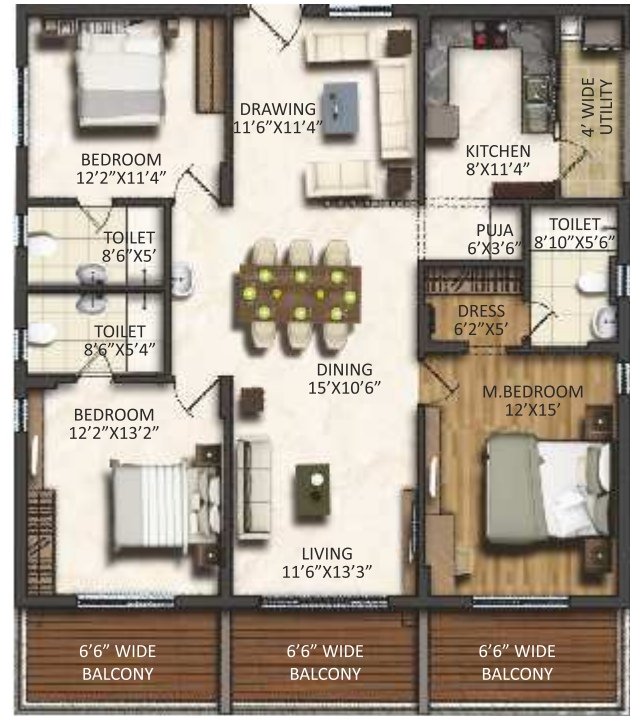 DRAWING
11’6”X11’4”
4’ WIDE
UTILITY
BEDROOM
12’2”X11’4”
KITCHEN
8’X11’4”
TOILET
8’6”X5’
PUJA
6’X3’6”
TOILET
8’10”X5’6”
TOILET
8’6”X5’4”
DRESS
6’2”X5’
DINING
15’X10’6”
BEDROOM
12’2”X13’2”
M.BEDROOM
12’X15’
LIVING
11’6”X13’3”
6’6” WIDE
BALCONY
6’6” WIDE
BALCONY
6’6” WIDE
BALCONY